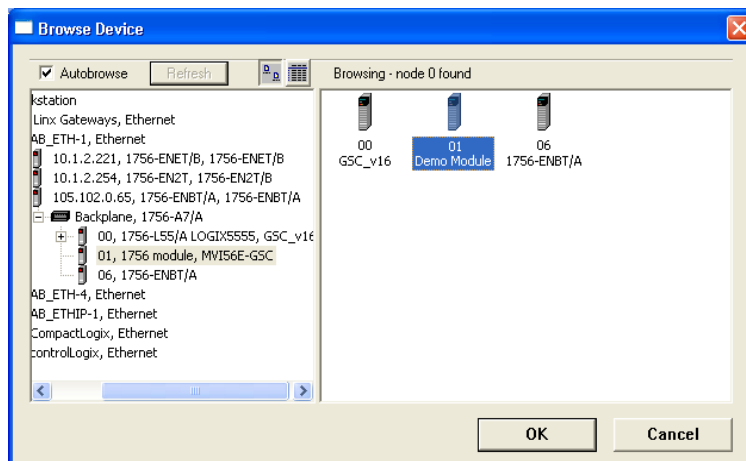 Browse Device
Autobrowse
Refresh
Browsing - node 0 found
kstation
Linx Gateways, Ethernet
AB_ETH-1, Ethernet
10.1.2.221, 1756-ENET/B, 1756-ENET/B
10.1.2.254, 1756-EN2T, 1756-EN2T/B
105.102.0.65, 1756-ENBT/A, 1756-ENBT/A
Backplane, 1756-A7/A
00, 1756-L55/A LOGIX5555, GSC_v16
01, 1756 module, MVI56E-GSC
06, 1756-ENBT/A
AB_ETH-4, Ethernet
AB_ETHIP-1, Ethernet
CompactLogix, Ethernet
controlLogix, Ethernet
00
GSC_v16
01
Demo Module
06
1756-ENBT/A
OK
Cancel